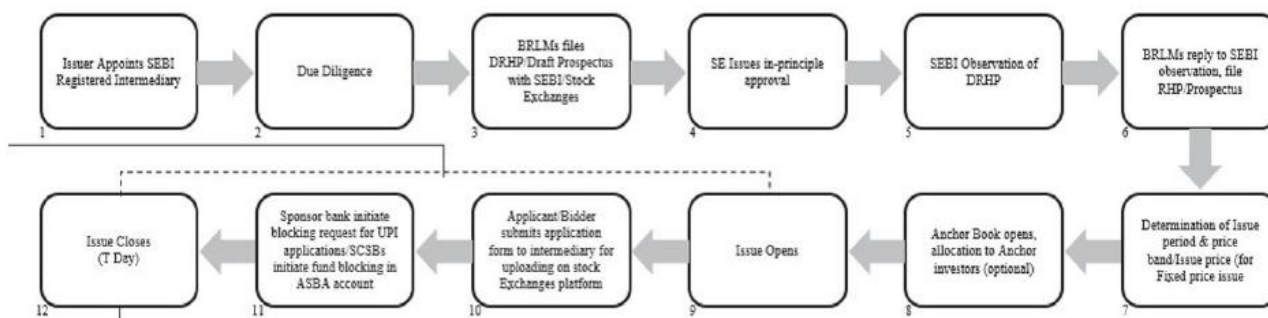 Issuer Appoints SEBI
Registered Intermediary
1
Due Diligence
2
BRLMs files
DRHP/Draft Prospectus
with SEBI/Stock
Exchanges
3
SE Issues in-principle
approval
4
SEBI Observation of
DRHP
5
BRLMs reply to SEBI
observation, file
RHP/Prospectus
6
Determination of Issue
period & price
band/Issue price (for
Fixed price issue
7
Anchor Book opens,
allocation to Anchor
investors (optional)
8
Issue Opens
9
Applicant/Bidder
submits application
form to intermediary for
uploading on stock
Exchanges platform
10
Sponsor bank initiate
blocking request for UPI
applications/SCSBs
initiate fund blocking in
ASBA account
11
Issue Closes
(T Day)
12